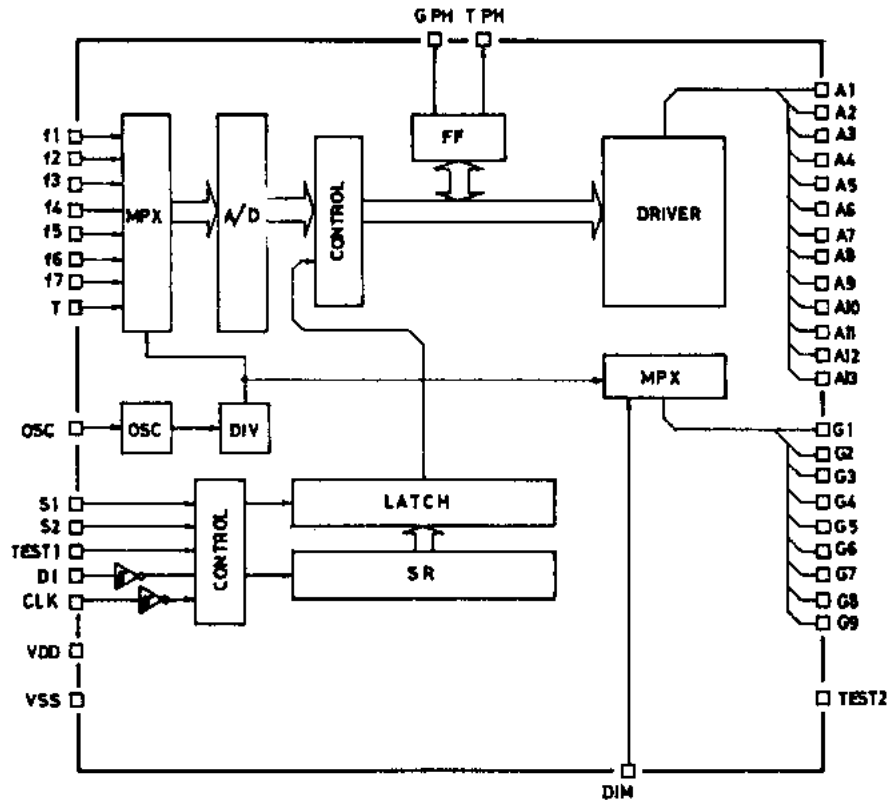 G PH T PH
f1
f2
f3
f4
f5
f6
f7
T
MPX
A/D
CONTROL
FF
DRIVER
A1
A2
A3
A4
A5
A6
A7
A8
A9
A10
A11
A12
A13
MPX
OSC
OSC
DIV
G1
G2
G3
G4
G5
G6
G7
G8
G9
S1
S2
TEST1
DI
CLK
CONTROL
LATCH
SR
VDD
VSS
TEST2
DIM